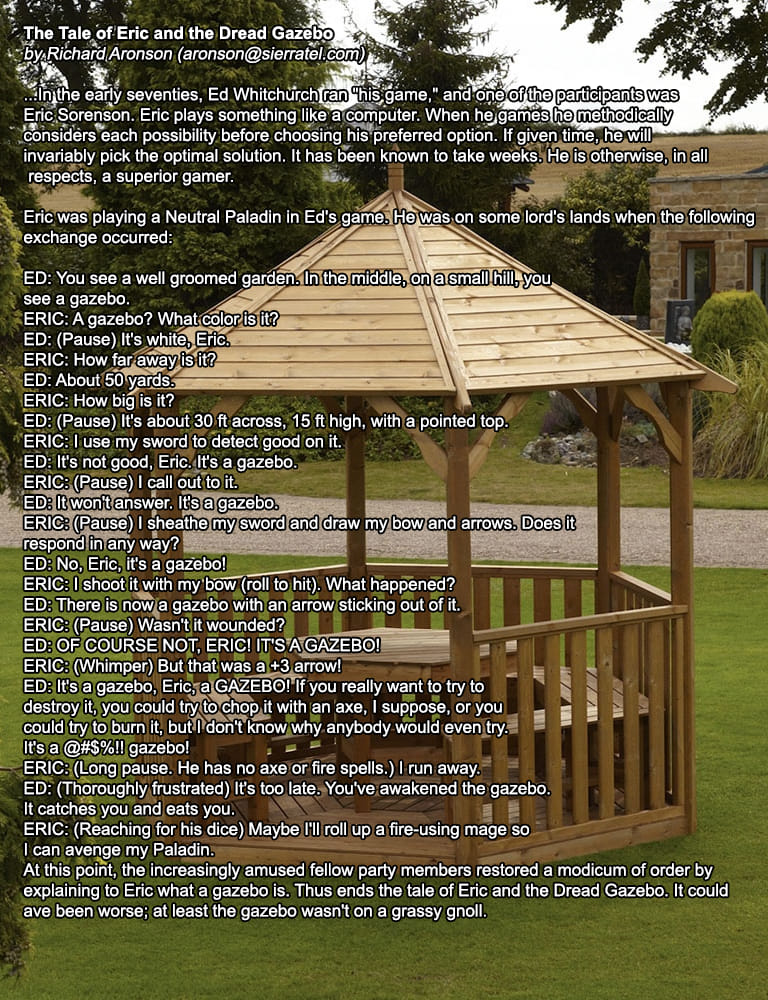 The Tale of Eric and the Dread Gazebo
by Richard Aronson (aronson@sierratel.com)
...In the early seventies, Ed Whitchurch ran "his game," and one of the participants was
Eric Sorenson. Eric plays something like a computer. When he games he methodically
considers each possibility before choosing his preferred option. If given time, he will
invariably pick the optimal solution. It has been known to take weeks. He is otherwise, in all
respects, a superior gamer.
Eric was playing a Neutral Paladin in Ed's game. He was on some lord's lands when the following
exchange occurred:
ED: You see a well groomed garden. In the middle, on a small hill, you
see a gazebo.
ERIC: A gazebo? What color is it?
ED: (Pause) It's white, Eric.
ERIC: How far away is it?
ED: About 50 yards.
ERIC: How big is it?
ED: (Pause) It's about 30 ft across, 15 ft high, with a pointed top.
ERIC: I use my sword to detect good on it.
ED: It's not good, Eric. It's a gazebo.
ERIC: (Pause) I call out to it.
ED: It won't answer. It's a gazebo.
ERIC: (Pause) I sheathe my sword and draw my bow and arrows. Does it
respond in any way?
ED: No, Eric, it's a gazebo!
ERIC: I shoot it with my bow (roll to hit). What happened?
ED: There is now a gazebo with an arrow sticking out of it.
ERIC: (Pause) Wasn't it wounded?
ED: OF COURSE NOT, ERIC! IT'S A GAZEBO!
ERIC: (Whimper) But that was a +3 arrow!
ED: It's a gazebo, Eric, a GAZEBO! If you really want to try to
destroy it, you could try to chop it with an axe, I suppose, or you
could try to burn it, but I don't know why anybody would even try.
It's a @#$%!! gazebo!
ERIC: (Long pause. He has no axe or fire spells.) I run away.
ED: (Thoroughly frustrated) It's too late. You've awakened the gazebo.
It catches you and eats you.
ERIC: (Reaching for his dice) Maybe I'll roll up a fire-using mage so
I can avenge my Paladin.
At this point, the increasingly amused fellow party members restored a modicum of order by
explaining to Eric what a gazebo is. Thus ends the tale of Eric and the Dread Gazebo. It could
ave been worse; at least the gazebo wasn't on a grassy gnoll.